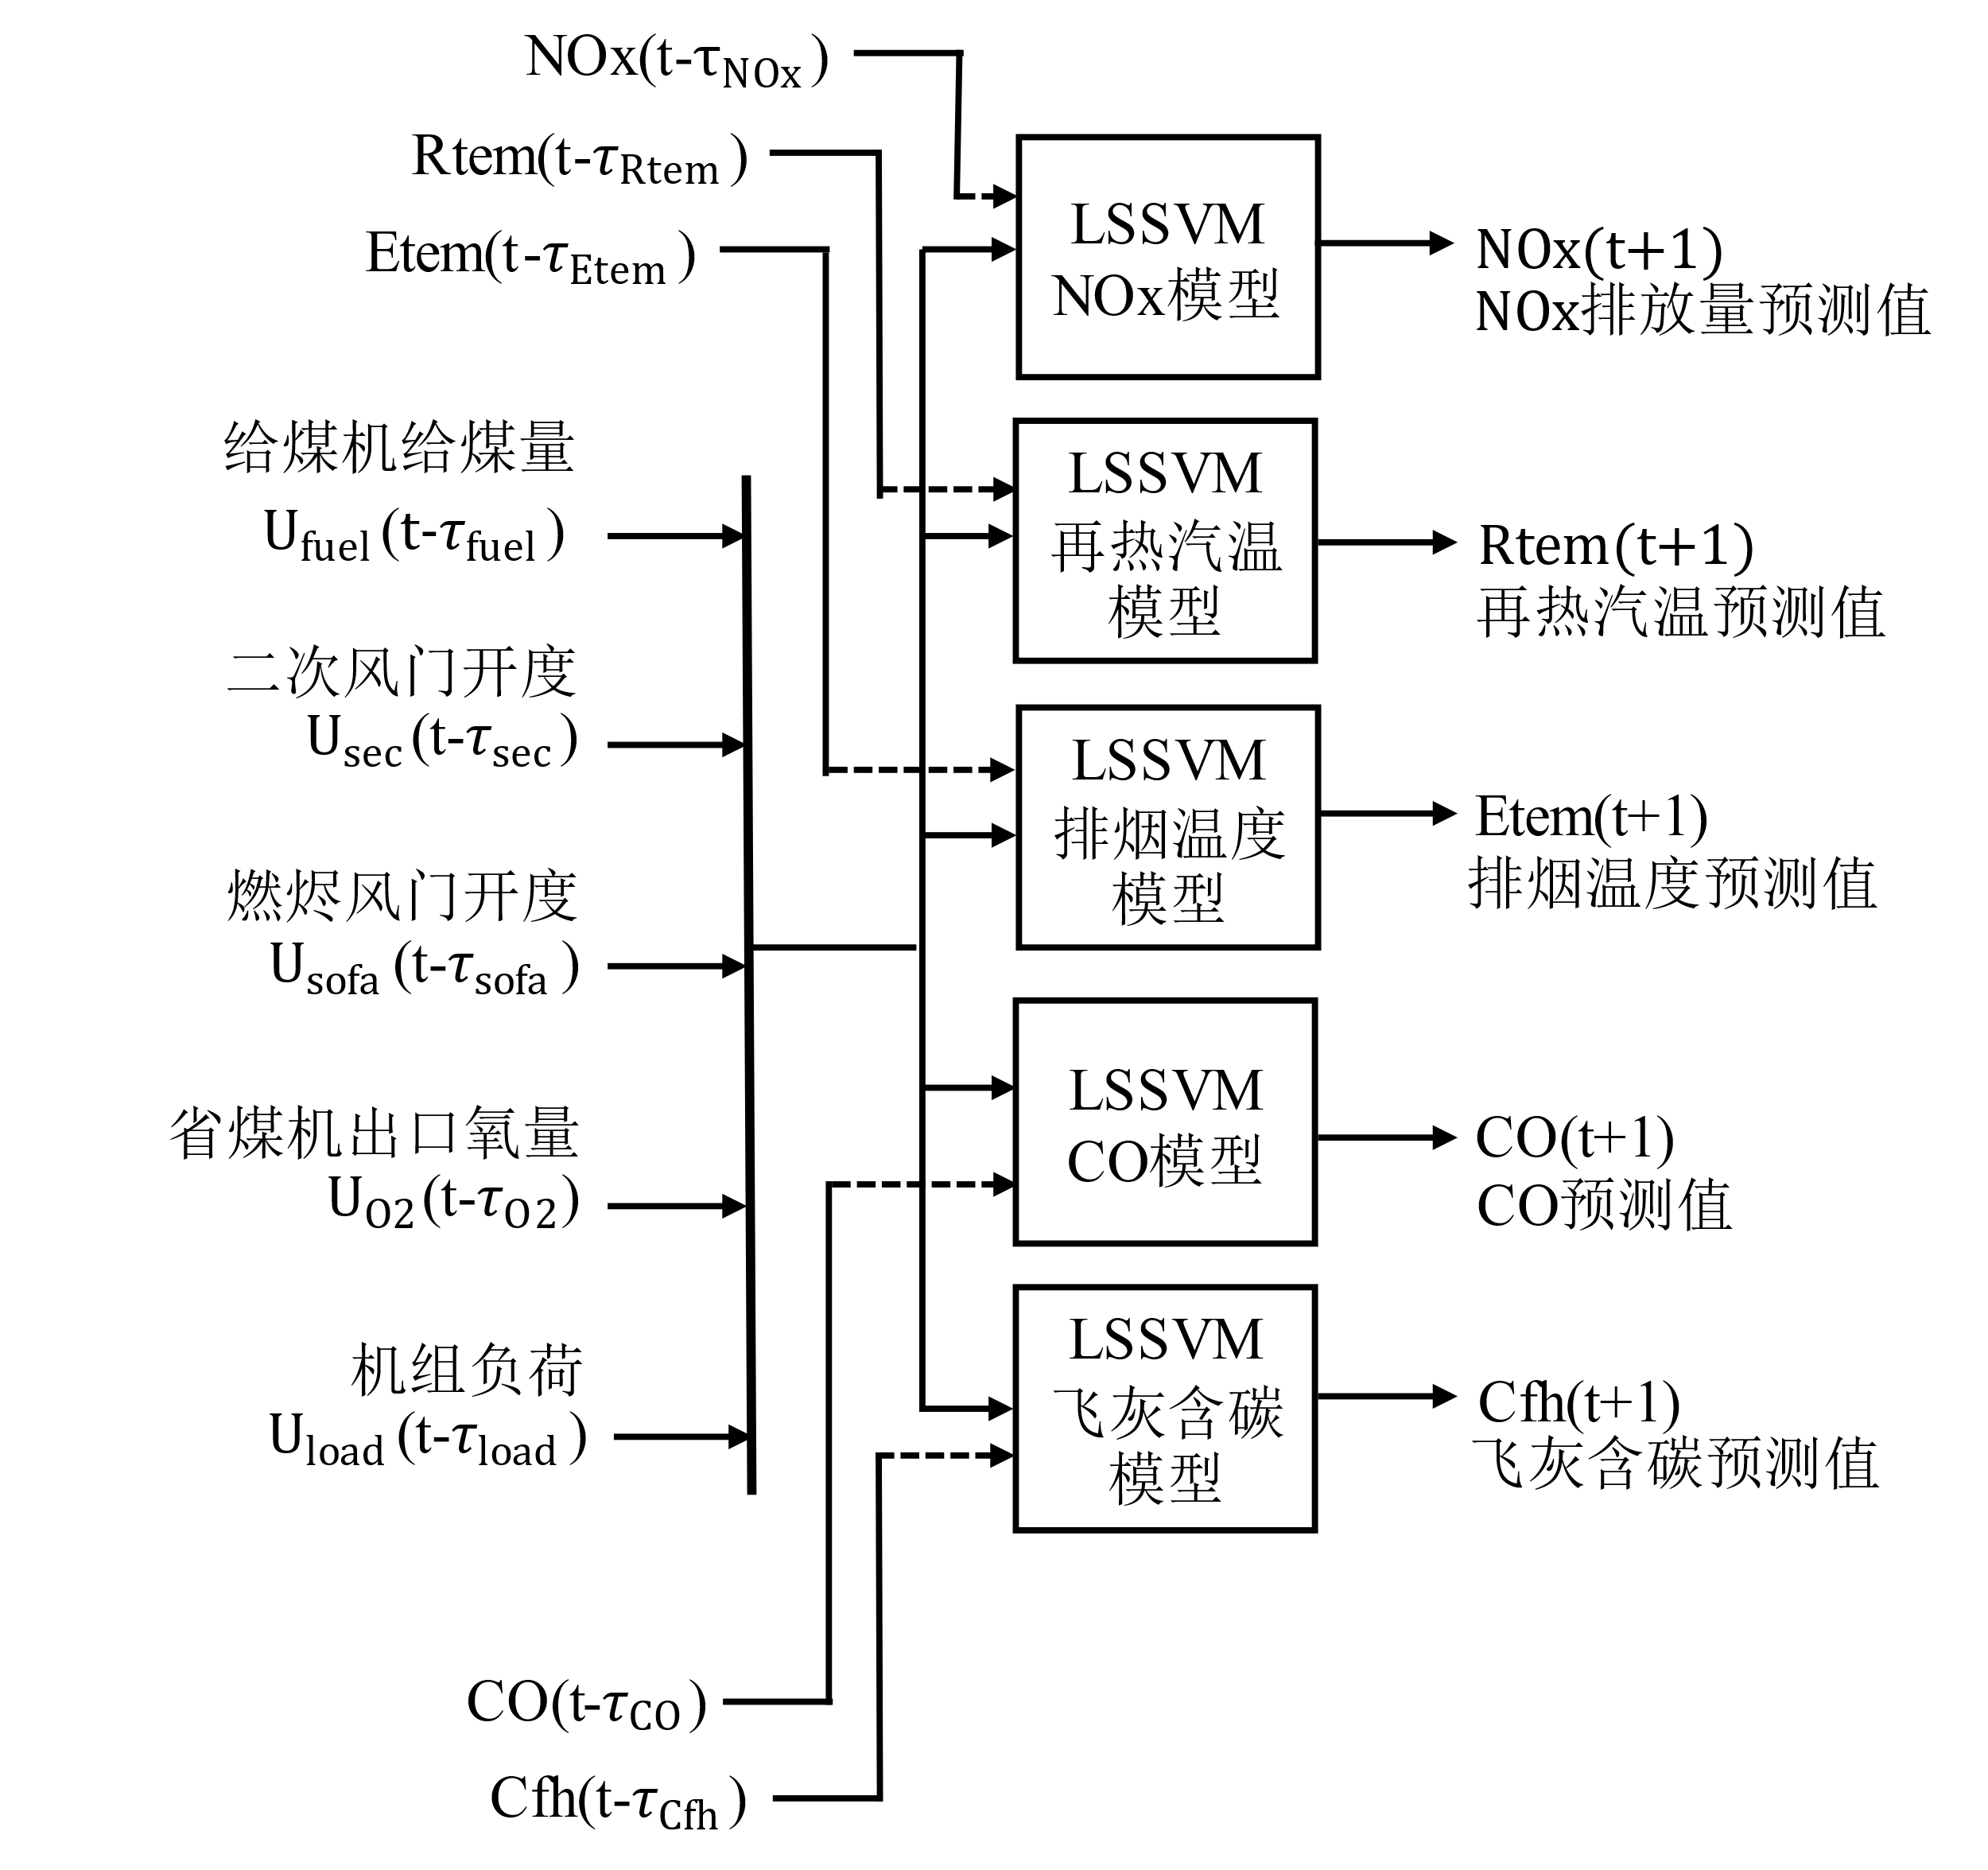 NOx(t-τNOx)
Rtem(t-τRtem)
Etem(t-τEtem)
给煤机给煤量
Ufuel(t-τfuel)
二次风门开度
Usec(t-τsec)
燃烬风门开度
Usofa(t-τsofa)
省煤机出口氧量
UO2(t-τO2)
机组负荷
Uload(t-τload)
CO(t-τCO)
Cfh(t-τCfh)
LSSVM
NOx模型
LSSVM
再热汽温
模型
LSSVM
排烟温度
模型
LSSVM
CO模型
LSSVM
飞灰含碳
模型
NOx(t+1)
NOx排放量预测值
Rtem(t+1)
再热汽温预测值
Etem(t+1)
排烟温度预测值
CO(t+1)
CO预测值
Cfh(t+1)
飞灰含碳预测值